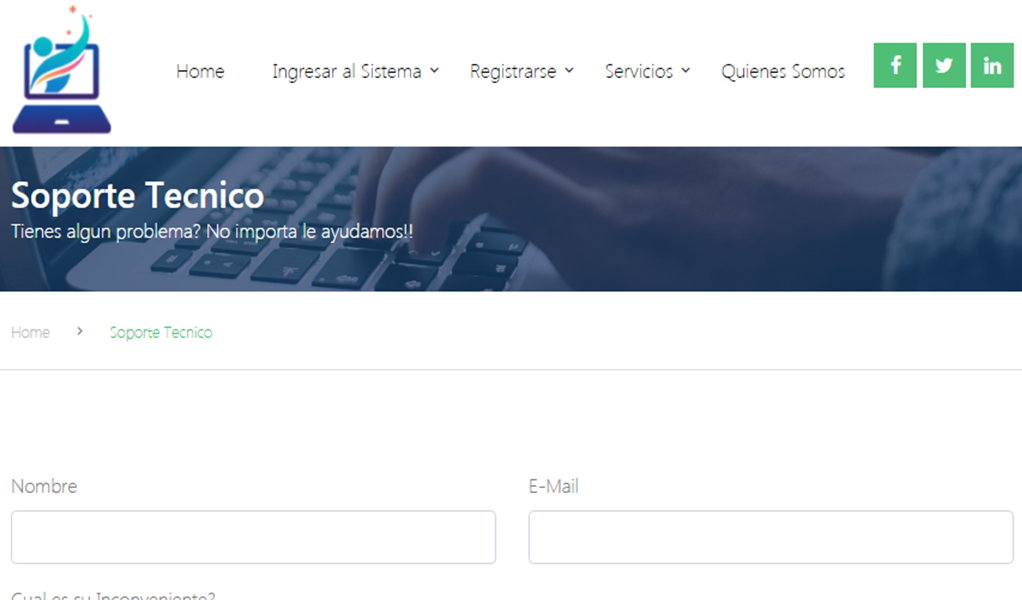 Home Ingresar al Sistema Registrarse Servicios Quienes Somos
Soporte Tecnico
Tienes algun problema? No importa le ayudamos!!
Home > Soporte Tecnico
Nombre E-Mail
Cual es su Inconveniente?